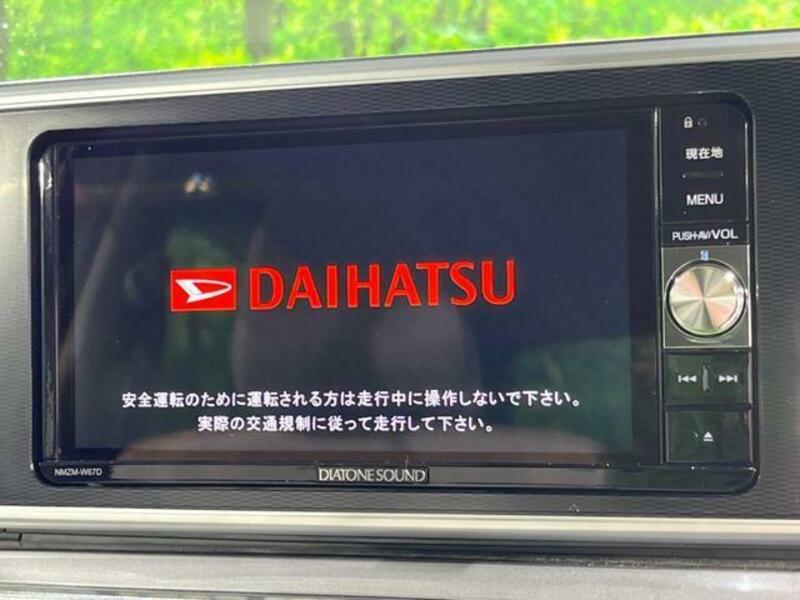 現在地
MENU
PUSH-AV/VOL
DAIHATSU
安全運転のために運転される方は走行中に操作しないで下さい。
実際の交通規制に従って走行して下さい。
NMZM-W67D
DIATONE SOUND